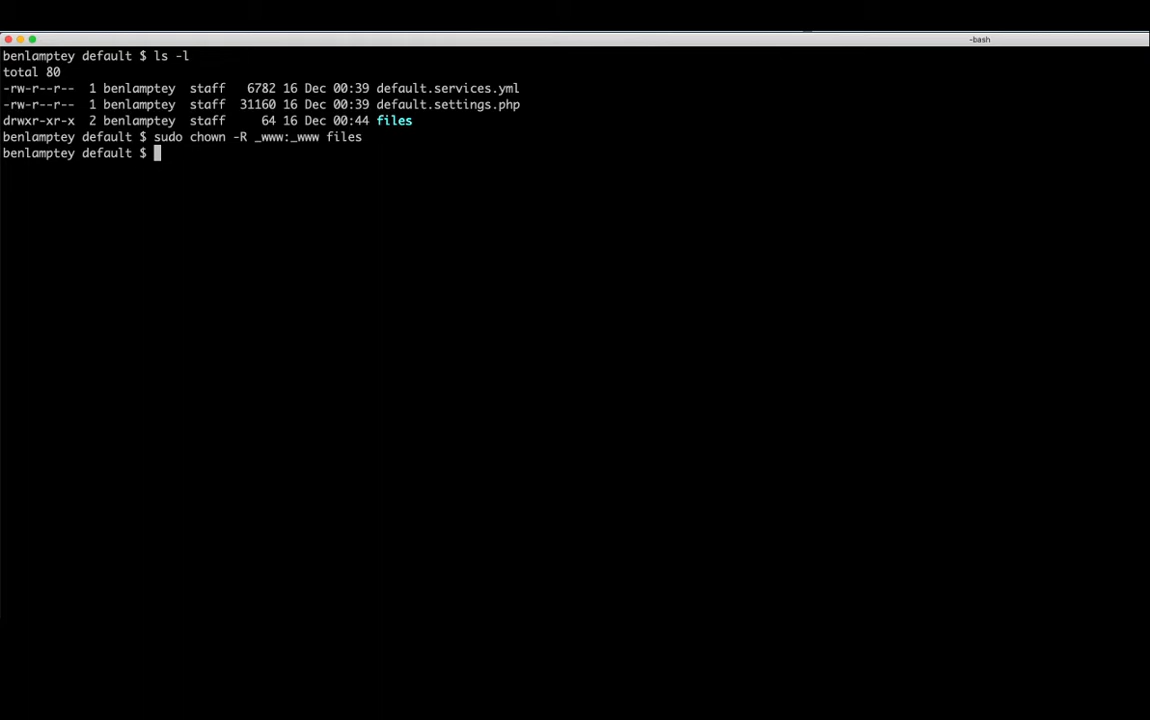 -bash
benlamptey default $ ls -l
total 80
-rw-r--r--  1 benlamptey  staff   6782 16 Dec 00:39 default.services.yml
-rw-r--r--  1 benlamptey  staff  31160 16 Dec 00:39 default.settings.php
drwxr-xr-x  2 benlamptey  staff     64 16 Dec 00:44 files
benlamptey default $ sudo chown -R _www:_www files
benlamptey default $